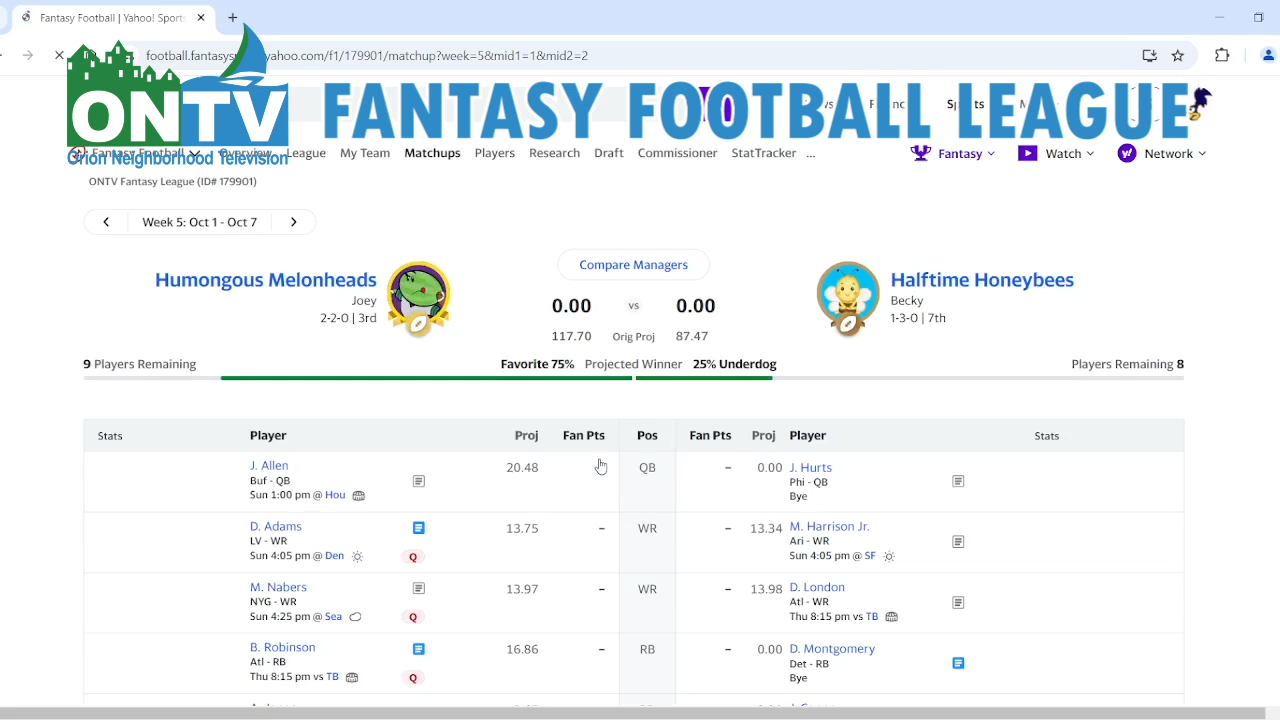 Fantasy Football | Yahoo! Sports
football.fantasys yahoo.com/f1/179901/matchup?week=5&mid1=1&mid2=2
ONTV
Orion Neighborhood Television
FANTASY FOOTBALL LEAGUE
Fantasy Football Overview League My Team Matchups Players Research Draft Commissioner StatTracker ... Fantasy Watch Network
ONTV Fantasy League (ID# 179901)
Week 5: Oct 1 - Oct 7
Compare Managers
Humongous Melonheads
Joey
2-2-0 | 3rd
0.00 vs 0.00
117.70 Orig Proj 87.47
Halftime Honeybees
Becky
1-3-0 | 7th
9 Players Remaining Favorite 75% Projected Winner 25% Underdog Players Remaining 8
Stats Player Proj Fan Pts Pos Fan Pts Proj Player Stats
J. Allen 20.48 QB – 0.00 J. Hurts
Buf - QB Phi - QB
Sun 1:00 pm @ Hou Bye
D. Adams 13.75 – WR – 13.34 M. Harrison Jr.
LV - WR Ari - WR
Sun 4:05 pm @ Den Q Sun 4:05 pm @ SF
M. Nabers 13.97 – WR – 13.98 D. London
NYG - WR Atl - WR
Sun 4:25 pm @ Sea Q Thu 8:15 pm vs TB
B. Robinson 16.86 – RB – 0.00 D. Montgomery
Atl - RB Det - RB
Thu 8:15 pm vs TB Q Bye